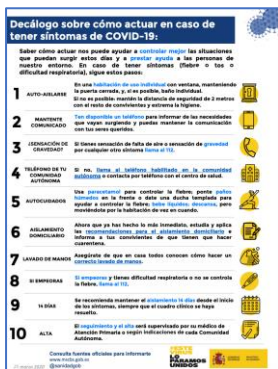 Decálogo sobre cómo actuar en caso de
tener síntomas de COVID-19:
Saber cómo actuar nos puede ayudar a controlar mejor las situaciones
que puedan surgir estos días y a prestar ayuda a las personas de
nuestro entorno. En caso de tener síntomas (fiebre o tos o
dificultad respiratoria), sigue estos pasos:
1 AUTO-AISLARSE
En una habitación de uso individual con ventana, manteniendo
la puerta cerrada, y, si es posible, baño individual.
Si no es posible: mantén la distancia de seguridad de 2 metros
con el resto de convivientes y extrema la higiene.
2 MANTENTE
COMUNICADO
Ten disponible un teléfono para informar de las necesidades
que vayan surgiendo y puedas mantener la comunicación
con tus seres queridos.
3 ¿SENSACIÓN DE
GRAVEDAD?
Si tienes sensación de falta de aire o sensación de gravedad
por cualquier otro síntoma llama al 112.
4 TELÉFONO DE TU
COMUNIDAD
AUTÓNOMA
Si no, llama al teléfono habilitado en la comunidad
autónoma o contacta por teléfono con el centro de salud.
5 AUTOCUIDADOS
Usa paracetamol para controlar la fiebre; ponte paños
húmedos en la frente o date una ducha templada para
ayudar a controlar la fiebre; bebe líquidos; descansa, pero
moviéndote por la habitación de vez en cuando.
6 AISLAMIENTO
DOMICILIARIO
Ahora que ya has hecho lo más inmediato, estudia y aplica
las recomendaciones para el aislamiento domiciliario e
informa a tus convivientes de que tienen que hacer
cuarentena.
7 LAVADO DE MANOS
Asegúrate de que en casa todos conocen cómo hacer un
correcto lavado de manos.
8 SI EMPEORAS
Si empeoras y tienes dificultad respiratoria o no se controla
la fiebre, llama al 112.
9 14 DÍAS
Se recomienda mantener el aislamiento 14 días desde el inicio
de los síntomas, siempre que el cuadro clínico se haya
resuelto.
10 ALTA
El seguimiento y el alta será supervisado por su médico de
Atención Primaria o según indicaciones de cada Comunidad
Autónoma.
Consulta fuentes oficiales para informarte
www.mscbs.gob.es
@sanidadgob
17 marzo 2020
ESTE
VIRUS
LO
PARAMOS
UNIDOS